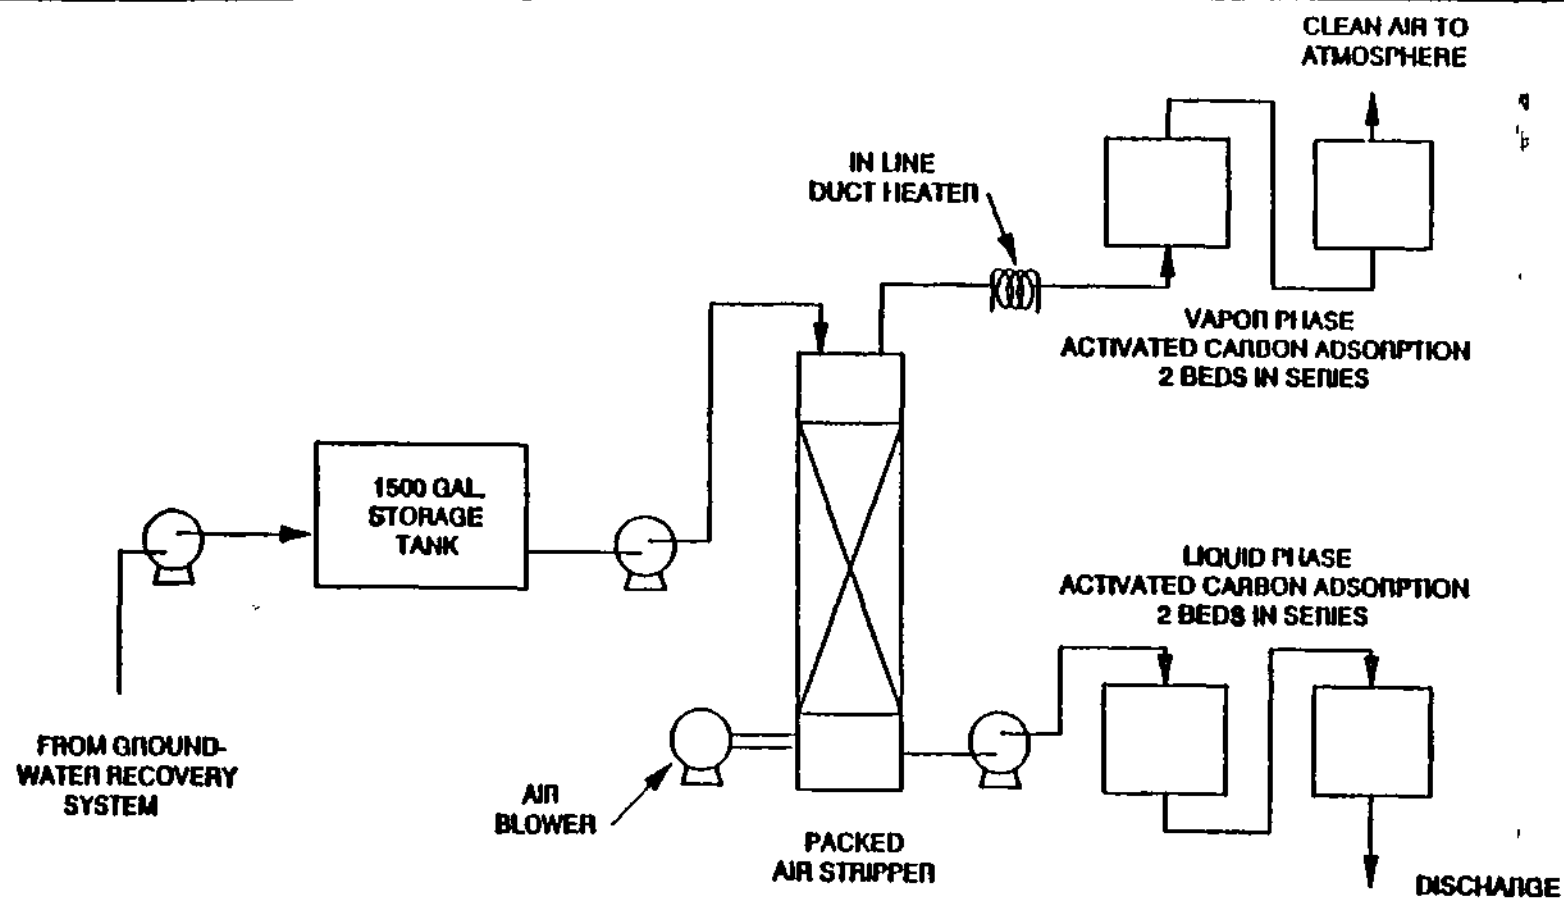 CLEAN AIR TO
ATMOSPHERE
IN LINE
DUCT HEATER
VAPOR PHASE
ACTIVATED CARBON ADSORPTION
2 BEDS IN SERIES
1500 GAL.
STORAGE
TANK
LIQUID PHASE
ACTIVATED CARBON ADSORPTION
2 BEDS IN SERIES
FROM GROUND-
WATER RECOVERY
SYSTEM
AIR
BLOWER
PACKED
AIR STRIPPER
DISCHARGE